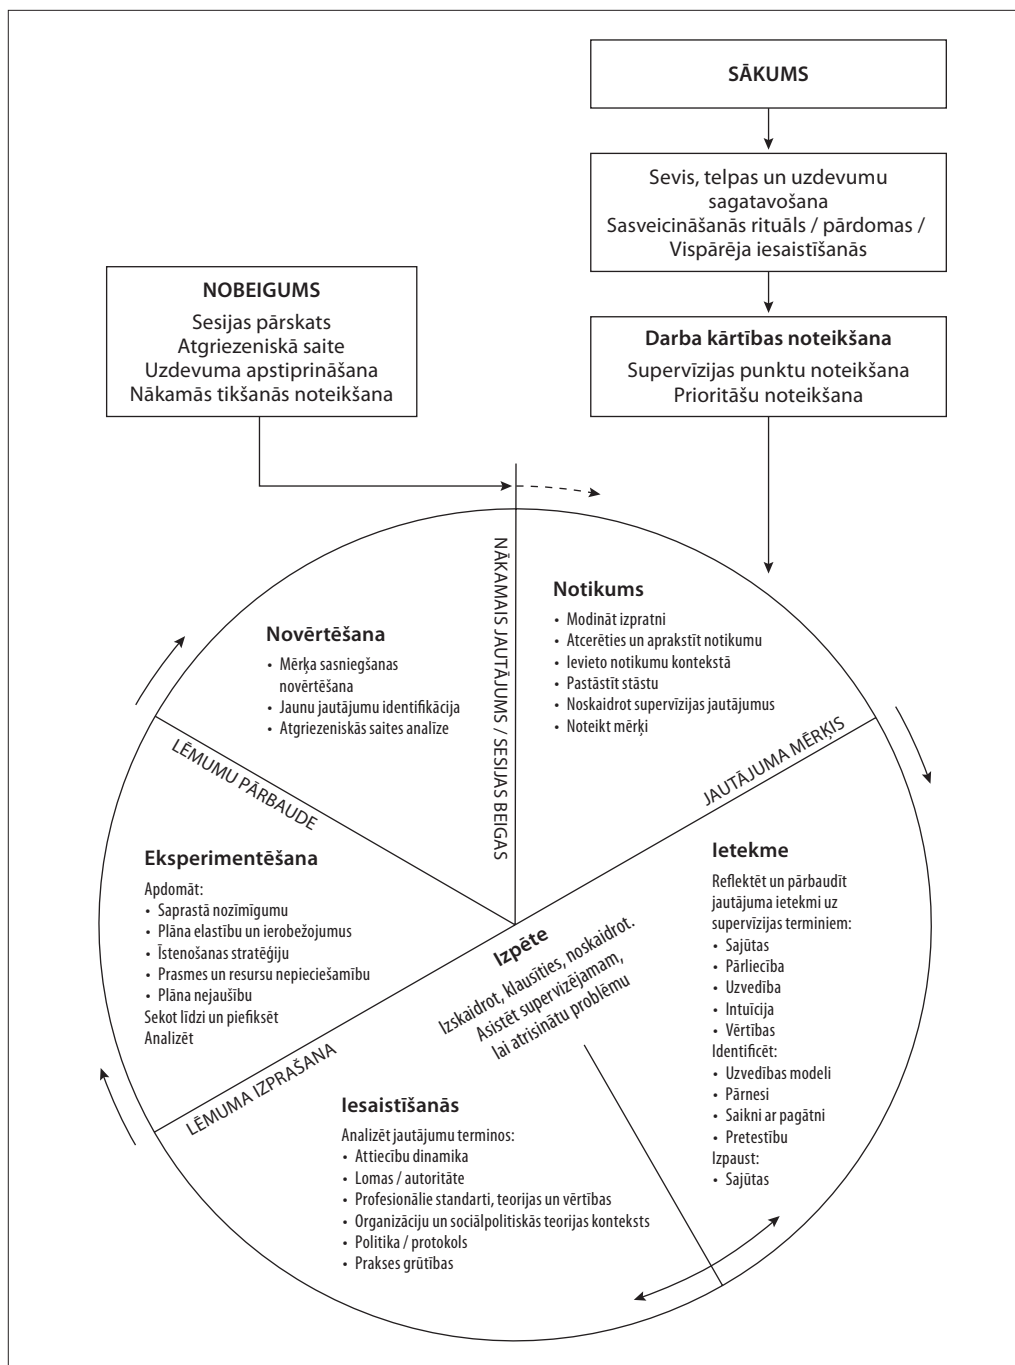 SĀKUMS
Sevis, telpas un uzdevumu
sagatavošana
Sasveicināšanās rituāls / pārdomas /
Vispārēja iesaistīšanās
NOBEIGUMS
Sesijas pārskats
Atgriezeniskā saite
Uzdevuma apstiprināšana
Nākamās tikšanās noteikšana
Darba kārtības noteikšana
Supervīzijas punktu noteikšana
Prioritāšu noteikšana
NĀKAMAIS JAUTĀJUMS / SESIJAS BEIGAS
Notikums
• Modināt izpratni
• Atcerēties un aprakstīt notikumu
• Ievieto notikumu kontekstā
• Pastāstīt stāstu
• Noskaidrot supervīzijas jautājumus
• Noteikt mērķi
JAUTĀJUMA MĒRĶIS
Ietekme
Reflektēt un pārbaudīt
jautājuma ietekmi uz
supervīzijas terminiem:
• Sajūtas
• Pārliecība
• Uzvedība
• Intuīcija
• Vērtības
Identificēt:
• Uzvedības modeli
• Pārnesi
• Saikni ar pagātni
• Pretestību
Izpaust:
• Sajūtas
Izpēte
Izskaidrot, klausīties, noskaidrot.
Asistēt supervizējamam,
lai atrisinātu problēmu
Iesaistīšanās
Analizēt jautājumu terminos:
• Attiecību dinamika
• Lomas / autoritāte
• Profesionālie standarti, teorijas un vērtības
• Organizāciju un sociālpolitiskās teorijas konteksts
• Politika / protokols
• Prakses grūtības
LĒMUMA IZPRAŠANA
Eksperimentēšana
Apdomāt:
• Saprastā nozīmīgumu
• Plāna elastību un ierobežojumus
• Īstenošanas stratēģiju
• Prasmes un resursu nepieciešamību
• Plāna nejaušību
Sekot līdzi un piefiksēt
Analizēt
LĒMUMU PĀRBAUDE
Novērtēšana
• Mērķa sasniegšanas
novērtēšana
• Jaunu jautājumu identifikācija
• Atgriezeniskās saites analīze